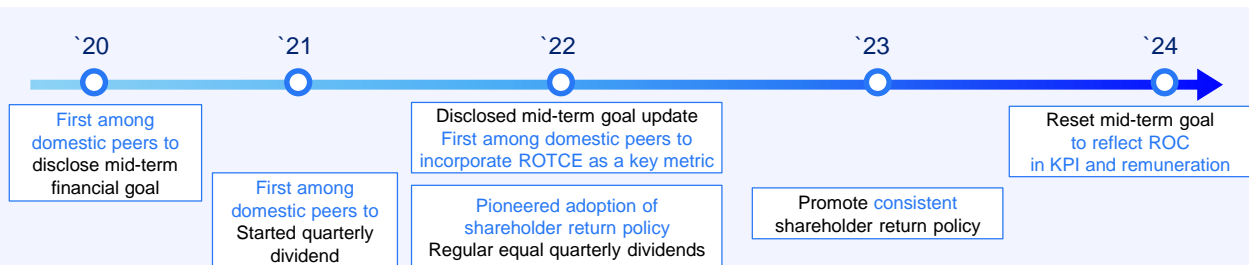 `20
`21
`22
`23
`24
First among
domestic peers to
disclose mid-term
financial goal
First among
domestic peers to
Started quarterly
dividend
Disclosed mid-term goal update
First among domestic peers to
incorporate ROTCE as a key metric
Pioneered adoption of
shareholder return policy
Regular equal quarterly dividends
Promote consistent
shareholder return policy
Reset mid-term goal
to reflect ROC
in KPI and remuneration